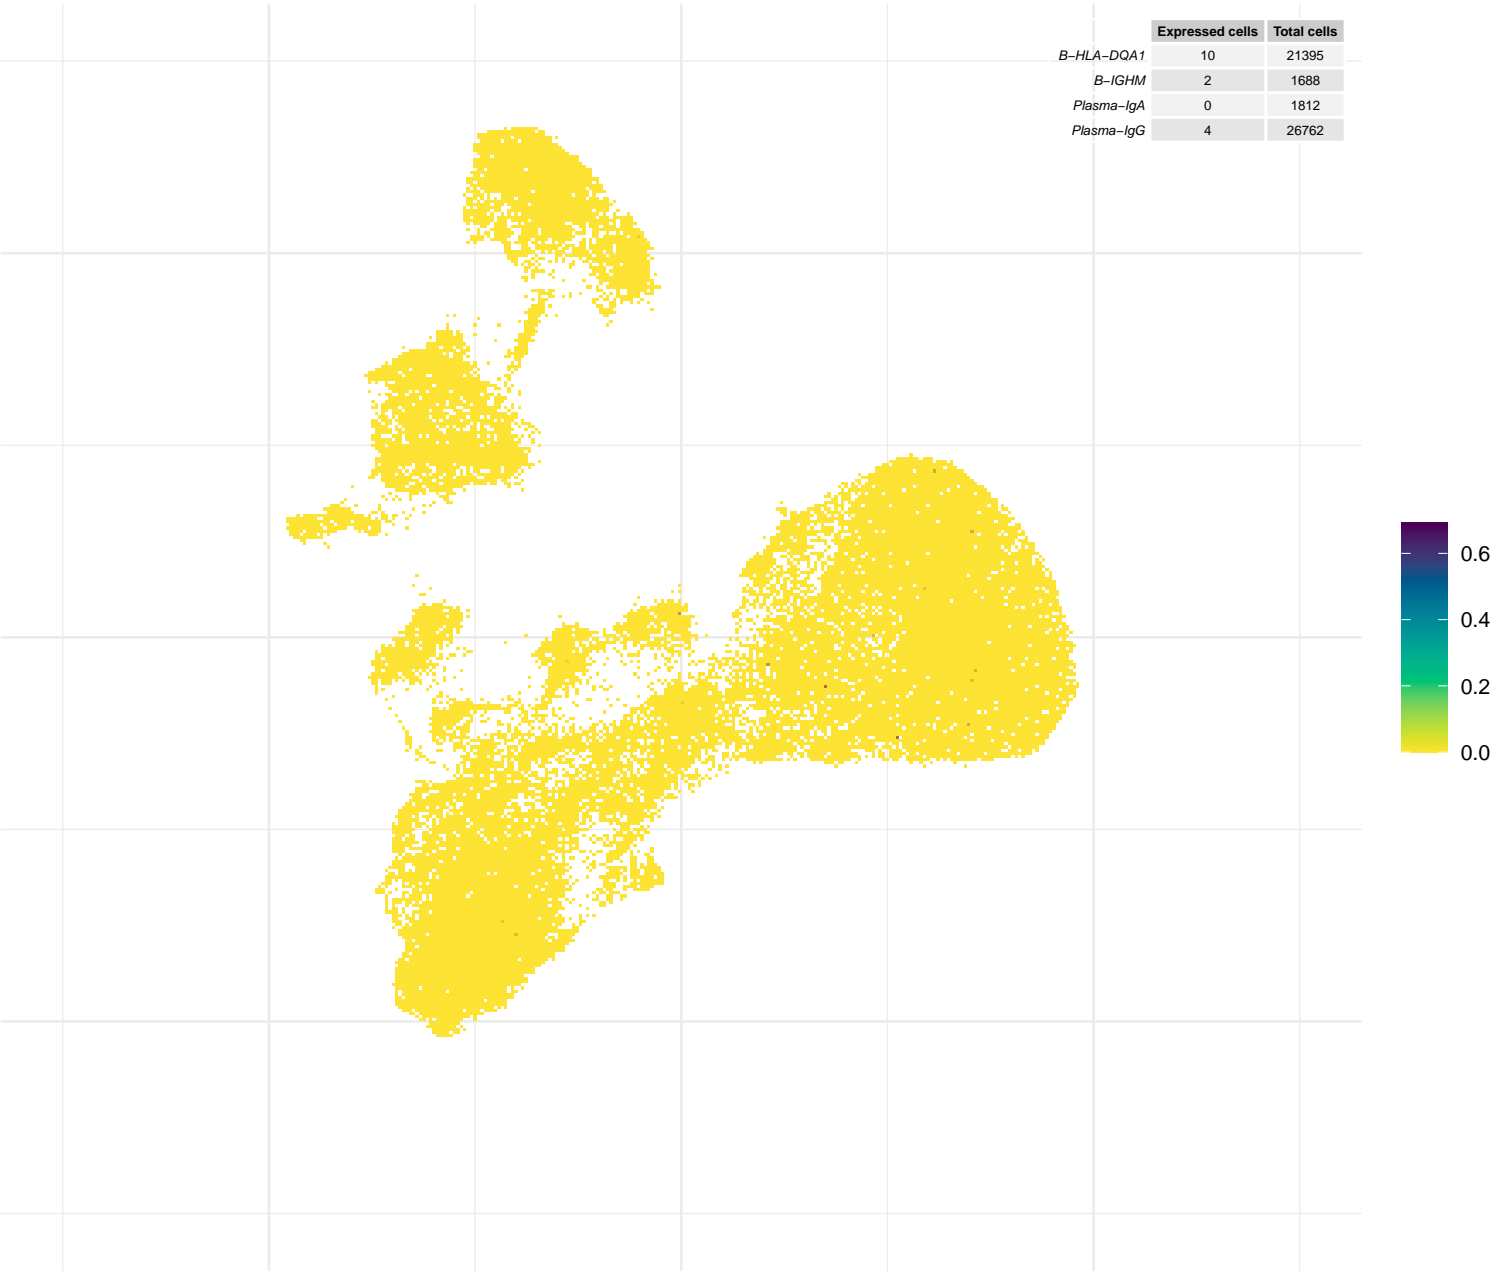 Expressed cells Total cells
B−HLA−DQA1 10 21395
B−IGHM 2 1688
Plasma−IgA 0 1812
Plasma−IgG 4 26762
0.6
0.4
0.2
0.0